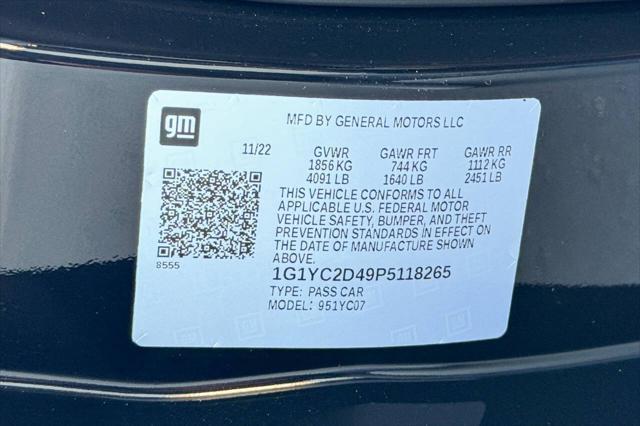 gm
MFD BY GENERAL MOTORS LLC
11/22 GVWR GAWR FRT GAWR RR
1856 KG 744 KG 1112 KG
4091 LB 1640 LB 2451 LB
THIS VEHICLE CONFORMS TO ALL
APPLICABLE U.S. FEDERAL MOTOR
VEHICLE SAFETY, BUMPER, AND THEFT
PREVENTION STANDARDS IN EFFECT ON
THE DATE OF MANUFACTURE SHOWN
ABOVE.
8555
1G1YC2D49P5118265
TYPE: PASS CAR
MODEL: 951YC07